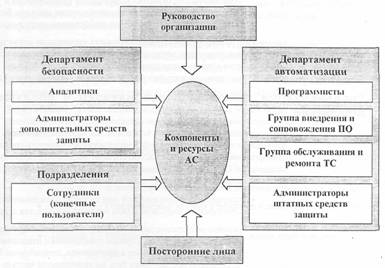 Руководство
организации
Департамент
безопасности
Аналитики
Администраторы
дополнительных средств
защиты
Подразделения
Сотрудники
(конечные
пользователи)
Компоненты
и ресурсы
АС
Департамент
автоматизации
Программисты
Группа внедрения и
сопровождения ПО
Группа обслуживания и
ремонта ТС
Администраторы
штатных средств
защиты
Посторонние лица